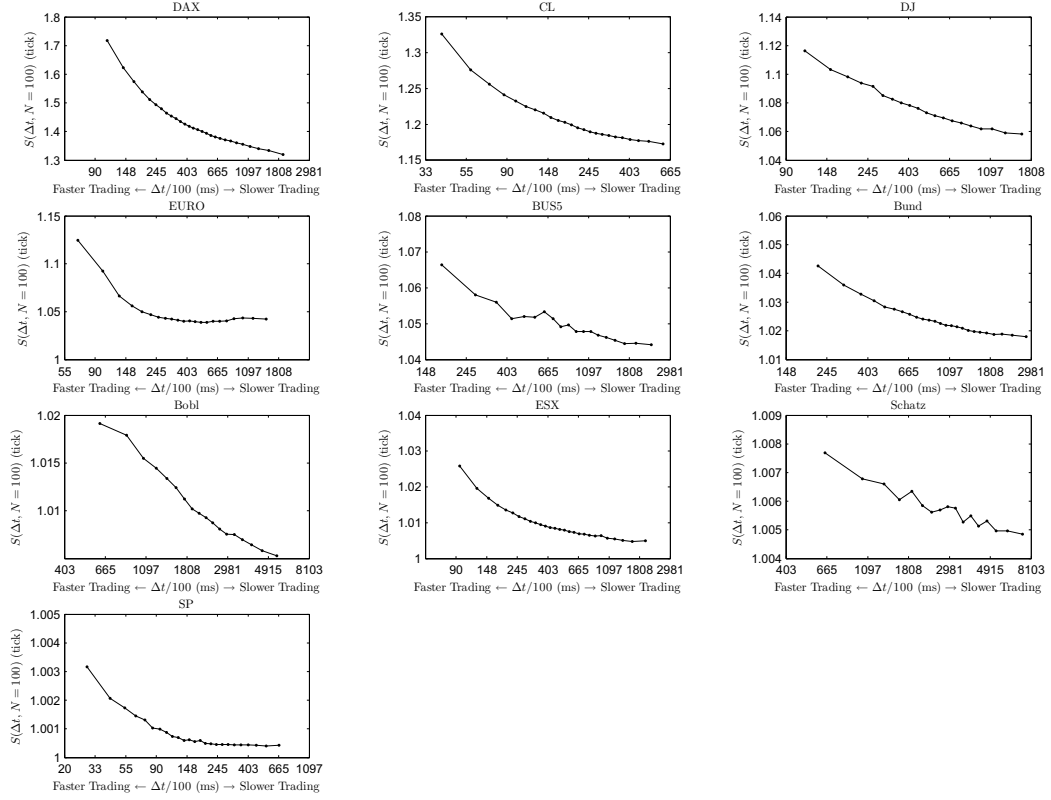 DAX
S(Δt, N = 100) (tick)
1.8
1.7
1.6
1.5
1.4
1.3
90 148 245 403 665 1097 1808 2981
Faster Trading ← Δt/100 (ms) → Slower Trading
CL
S(Δt, N = 100) (tick)
1.35
1.3
1.25
1.2
1.15
33 55 90 148 245 403 665
Faster Trading ← Δt/100 (ms) → Slower Trading
DJ
S(Δt, N = 100) (tick)
1.14
1.12
1.1
1.08
1.06
1.04
90 148 245 403 665 1097 1808
Faster Trading ← Δt/100 (ms) → Slower Trading
EURO
S(Δt, N = 100) (tick)
1.15
1.1
1.05
1
55 90 148 245 403 665 1097 1808
Faster Trading ← Δt/100 (ms) → Slower Trading
BUS5
S(Δt, N = 100) (tick)
1.08
1.07
1.06
1.05
1.04
148 245 403 665 1097 1808 2981
Faster Trading ← Δt/100 (ms) → Slower Trading
Bund
S(Δt, N = 100) (tick)
1.06
1.05
1.04
1.03
1.02
1.01
148 245 403 665 1097 1808 2981
Faster Trading ← Δt/100 (ms) → Slower Trading
Bobl
S(Δt, N = 100) (tick)
1.02
1.015
1.01
403 665 1097 1808 2981 4915 8103
Faster Trading ← Δt/100 (ms) → Slower Trading
ESX
S(Δt, N = 100) (tick)
1.04
1.03
1.02
1.01
1
90 148 245 403 665 1097 1808 2981
Faster Trading ← Δt/100 (ms) → Slower Trading
Schatz
S(Δt, N = 100) (tick)
1.009
1.008
1.007
1.006
1.005
1.004
403 665 1097 1808 2981 4915 8103
Faster Trading ← Δt/100 (ms) → Slower Trading
SP
S(Δt, N = 100) (tick)
1.005
1.004
1.003
1.002
1.001
1
20 33 55 90 148 245 403 665 1097
Faster Trading ← Δt/100 (ms) → Slower Trading